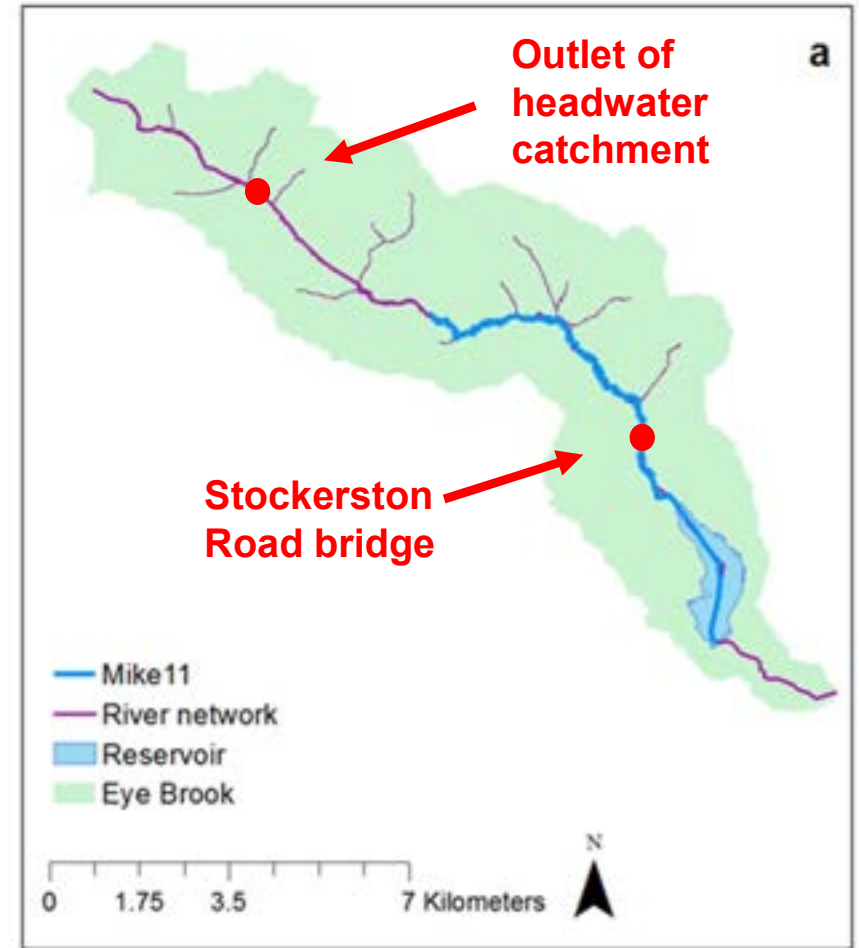 a
Outlet of
headwater
catchment
Stockerston
Road bridge
Mike11
River network
Reservoir
Eye Brook
N
0 1.75 3.5 7 Kilometers